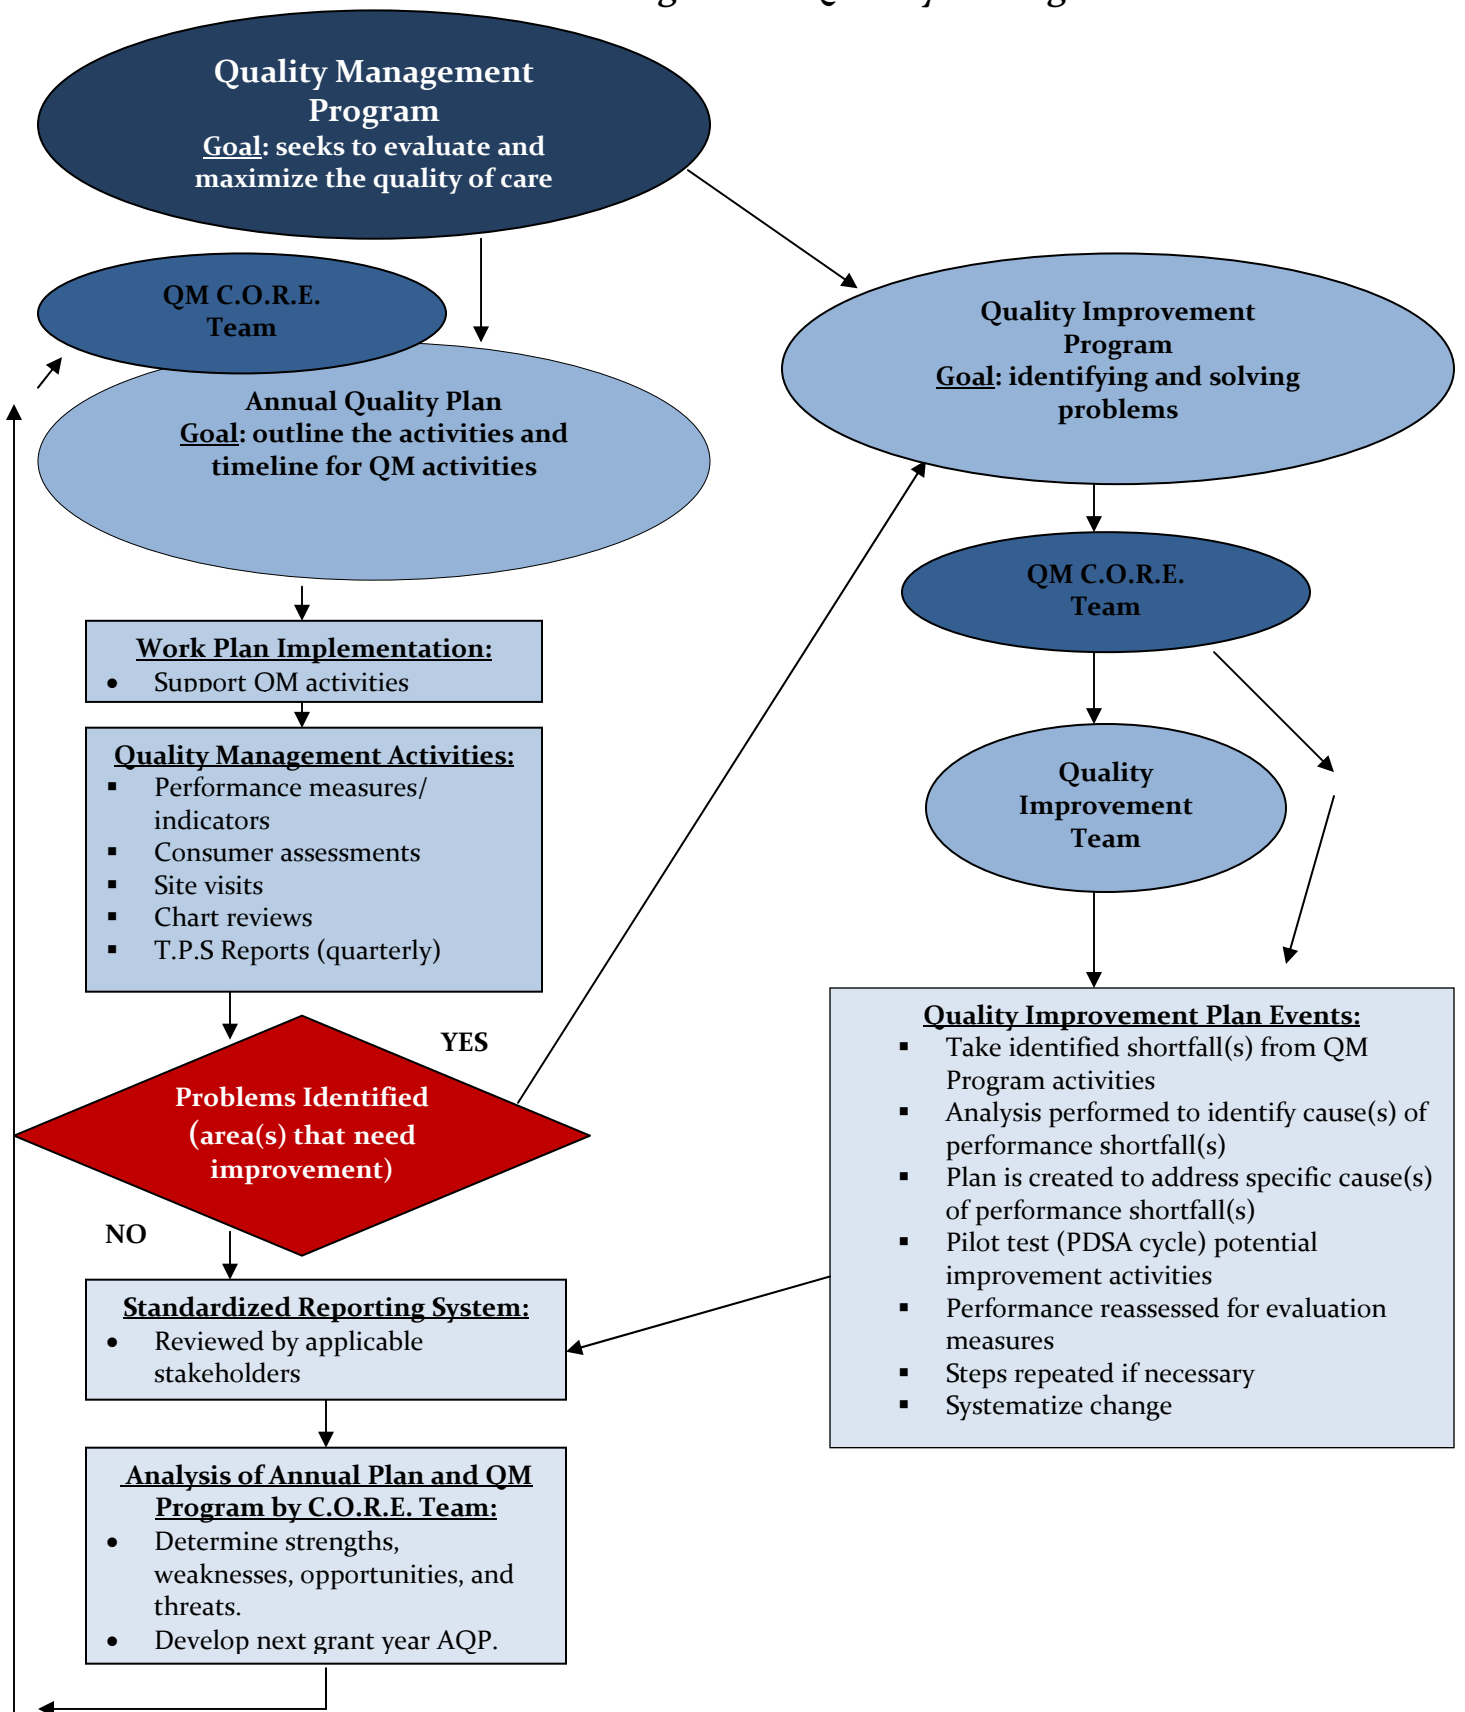 Quality Management
Program
Goal: seeks to evaluate and
maximize the quality of care
QM C.O.R.E.
Team
Annual Quality Plan
Goal: outline the activities and
timeline for QM activities
Quality Improvement
Program
Goal: identifying and solving
problems
QM C.O.R.E.
Team
Quality
Improvement
Team
Work Plan Implementation:
• Support QM activities
Quality Management Activities:
▪ Performance measures/
indicators
▪ Consumer assessments
▪ Site visits
▪ Chart reviews
▪ T.P.S Reports (quarterly)
YES
Problems Identified
(area(s) that need
improvement)
NO
Standardized Reporting System:
• Reviewed by applicable
stakeholders
Analysis of Annual Plan and QM
Program by C.O.R.E. Team:
• Determine strengths,
weaknesses, opportunities, and
threats.
• Develop next grant year AQP.
Quality Improvement Plan Events:
▪ Take identified shortfall(s) from QM
Program activities
▪ Analysis performed to identify cause(s) of
performance shortfall(s)
▪ Plan is created to address specific cause(s)
of performance shortfall(s)
▪ Pilot test (PDSA cycle) potential
improvement activities
▪ Performance reassessed for evaluation
measures
▪ Steps repeated if necessary
▪ Systematize change